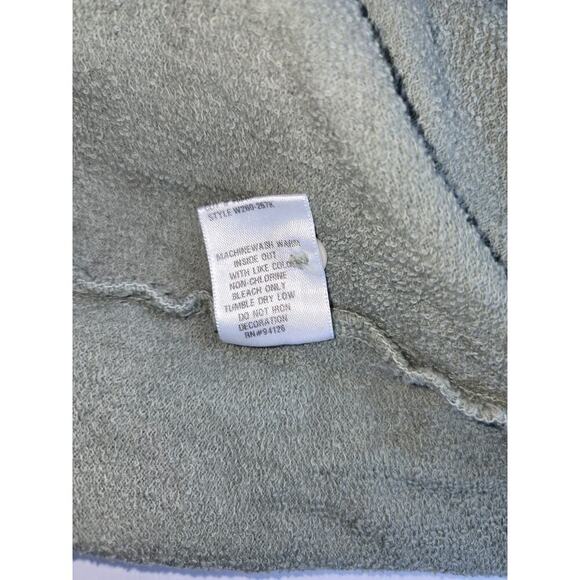 STYLE W260-267K
MACHINEWASH WARM
INSIDE OUT
WITH LIKE COLORS
NON-CHLORINE
BLEACH ONLY
TUMBLE DRY LOW
DO NOT IRON
DECORATION
RN#94126